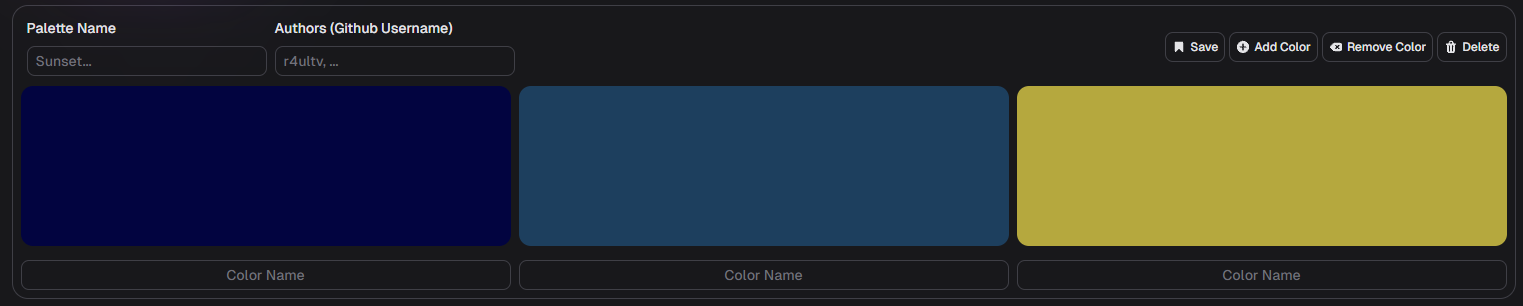 Palette Name
Authors (Github Username)
Sunset...
r4ultv, ...
Save
Add Color
Remove Color
Delete
Color Name
Color Name
Color Name